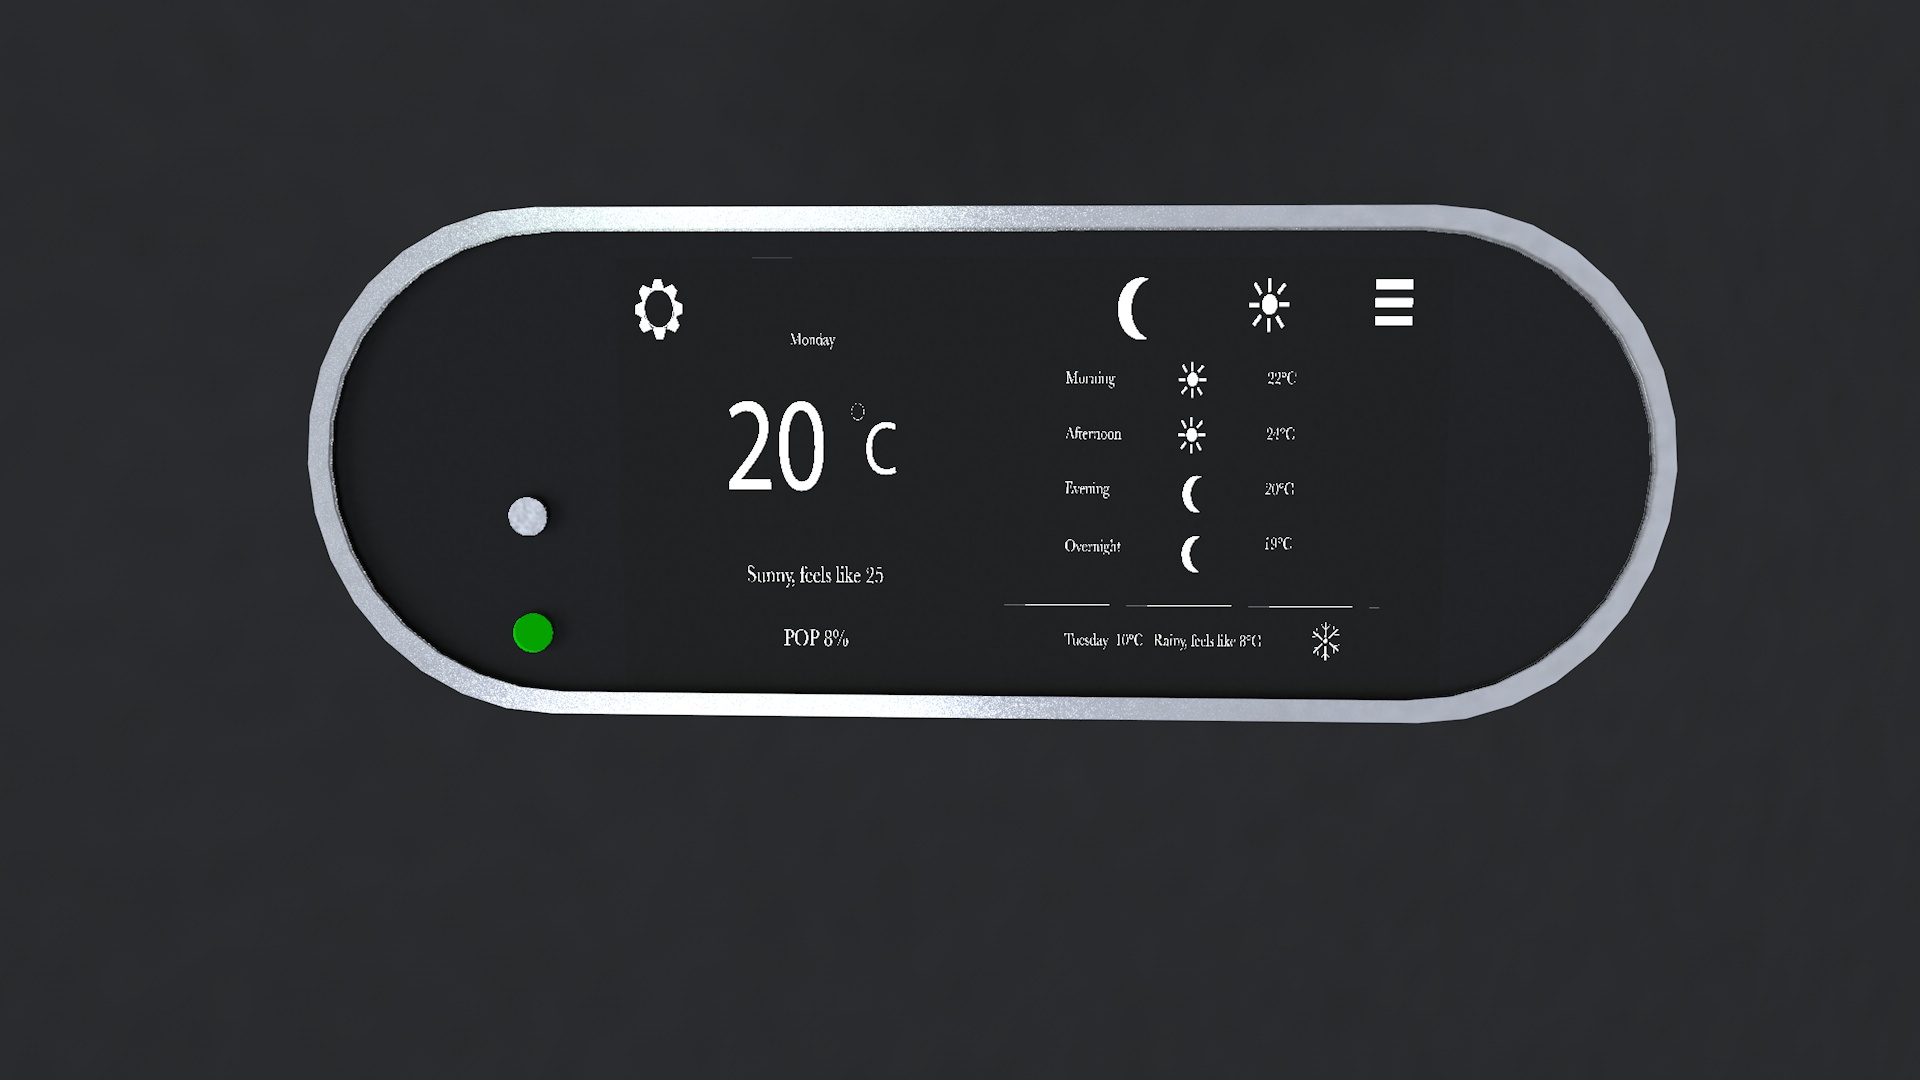 Monday
20 °C
Sunny, feels like 25
POP 8%
Morning 22°C
Afternoon 24°C
Evening 20°C
Overnight 19°C
Tuesday 10°C Rainy, feels like 8°C